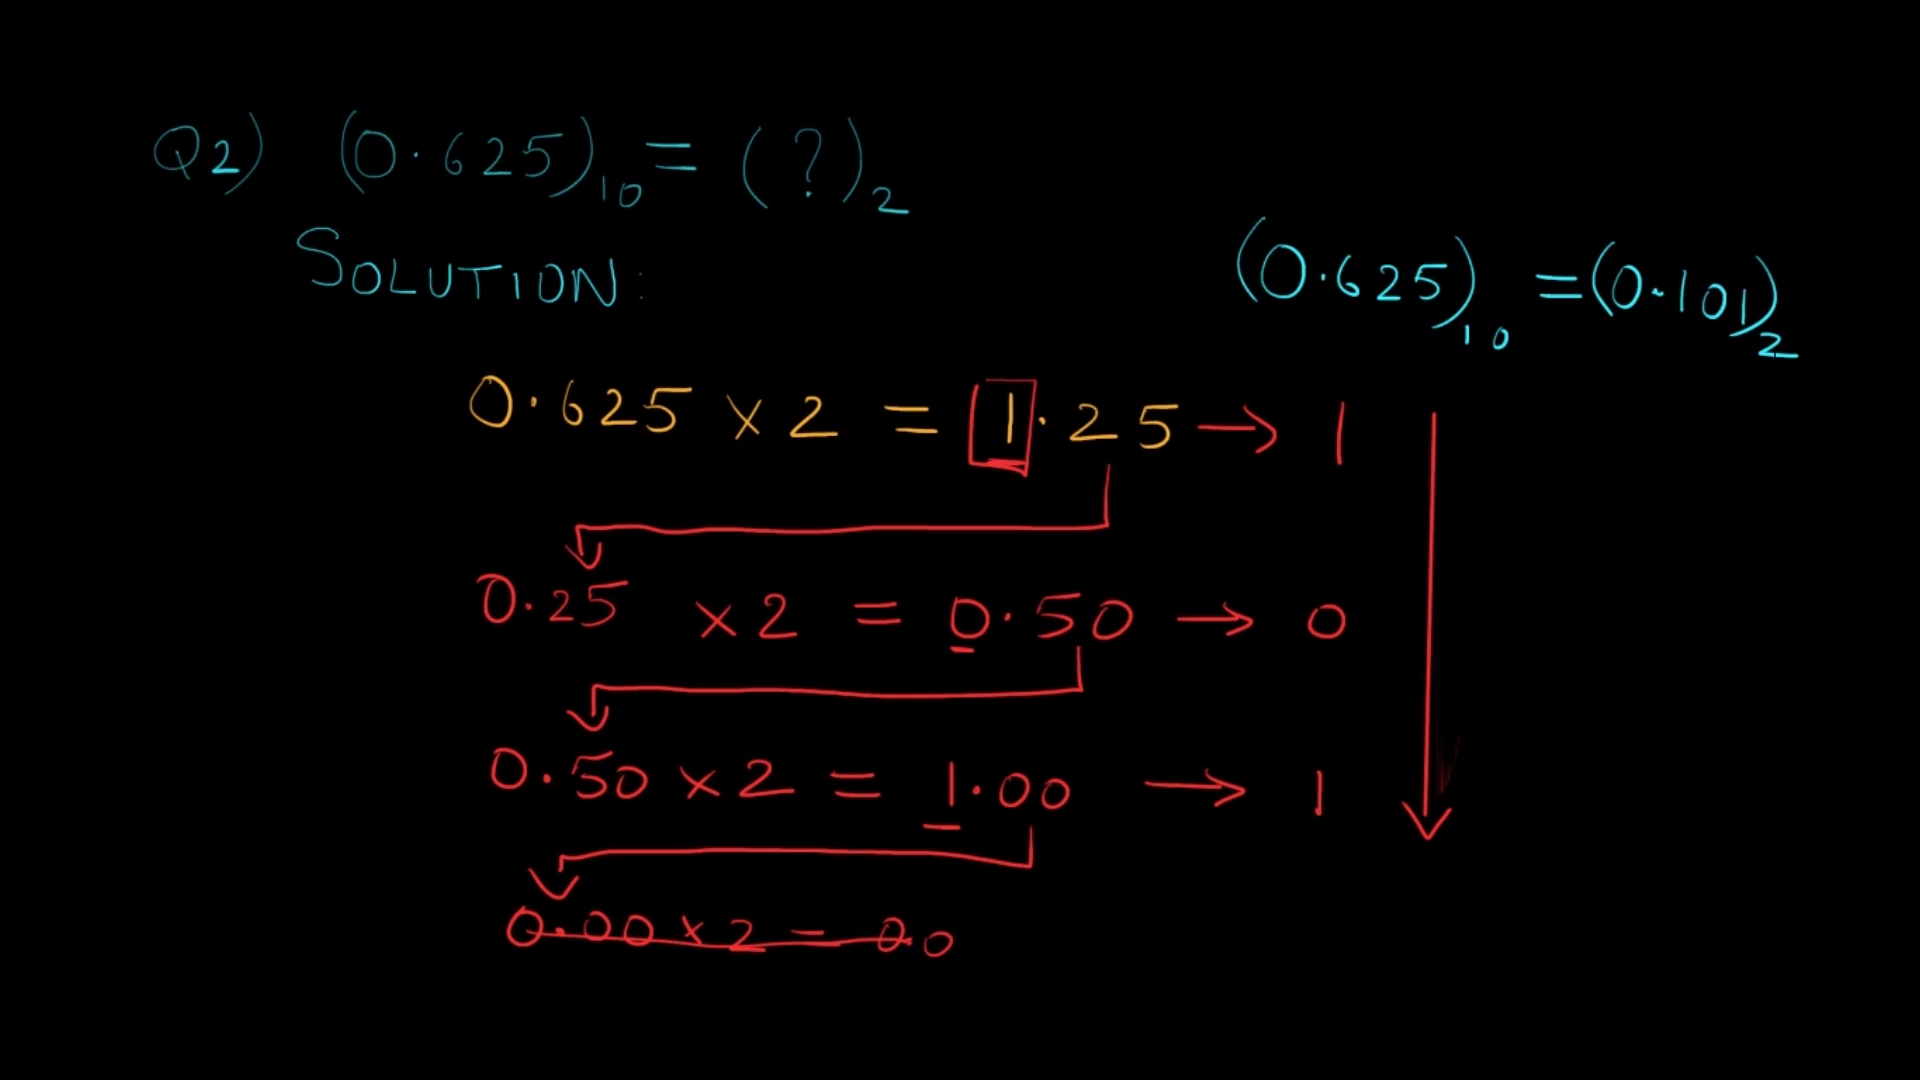 Q2) (0.625)₁₀ = (?)₂
SOLUTION:
(0.625)₁₀ = (0.101)₂
0.625 × 2 = 1.25 → 1
0.25 × 2 = 0.50 → 0
0.50 × 2 = 1.00 → 1
0.00 × 2 = 0.0